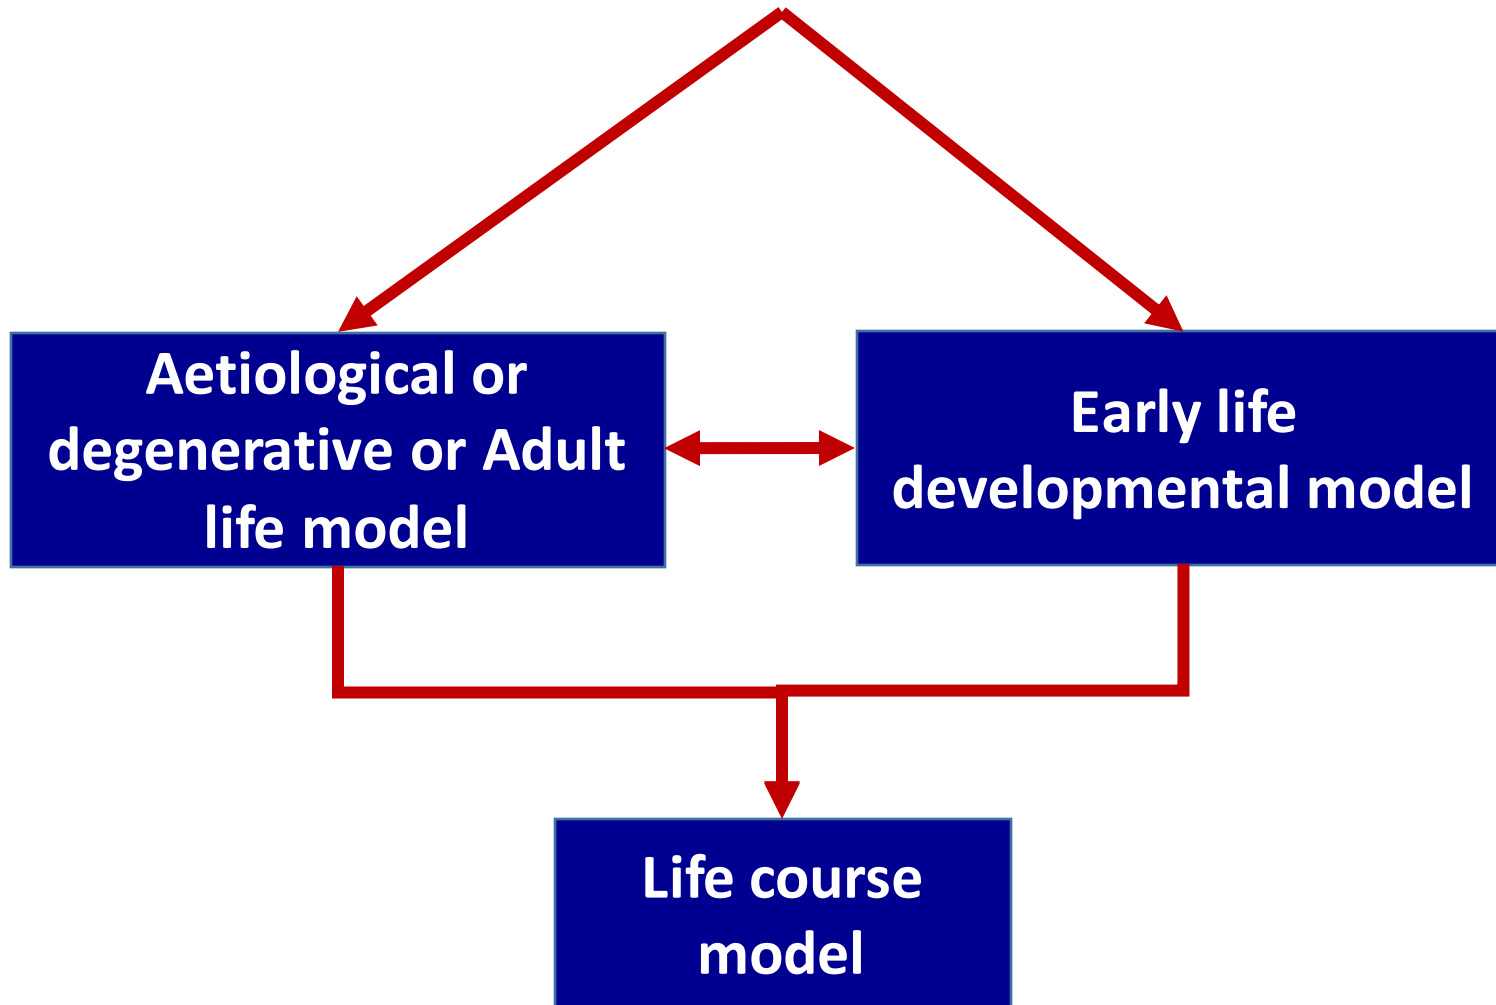 Aetiological or
degenerative or Adult
life model
Early life
developmental model
Life course
model